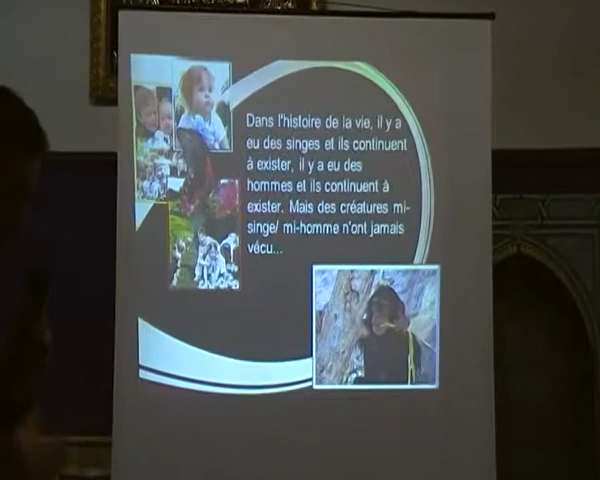 Dans l'histoire de la vie, il y a
eu des singes et ils continuent
à exister, il y a eu des
hommes et ils continuent à
exister. Mais des créatures mi-
singe/ mi-homme n'ont jamais
vécu...